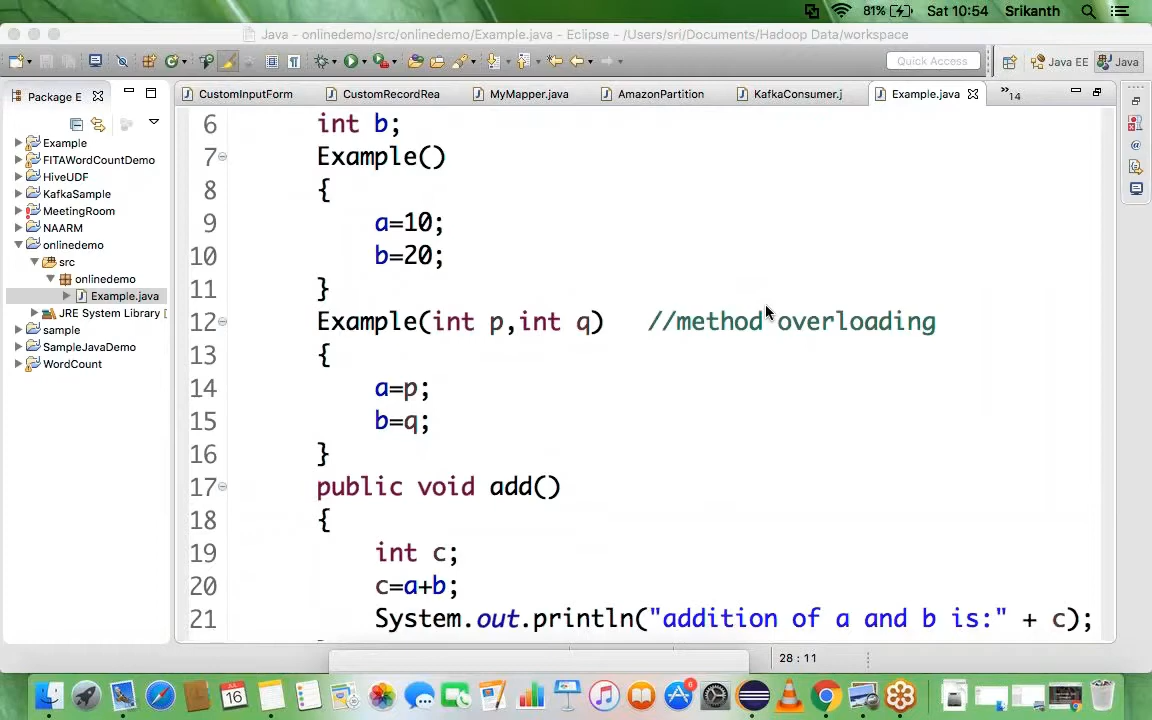 81% Sat 10:54 Srikanth
Java - onlinedemo/src/onlinedemo/Example.java - Eclipse - /Users/sri/Documents/Hadoop Data/workspace
Quick Access Java EE Java
Package E
CustomInputForm CustomRecordRea MyMapper.java AmazonPartition KafkaConsumer.j Example.java »14
Example
FITAWordCountDemo
HiveUDF
KafkaSample
MeetingRoom
NAARM
onlinedemo
src
onlinedemo
Example.java
JRE System Library [
sample
SampleJavaDemo
WordCount
6 int b;
7 Example()
8 {
9 a=10;
10 b=20;
11 }
12 Example(int p,int q) //method overloading
13 {
14 a=p;
15 b=q;
16 }
17 public void add()
18 {
19 int c;
20 c=a+b;
21 System.out.println("addition of a and b is:" + c);
28 : 11
16
6